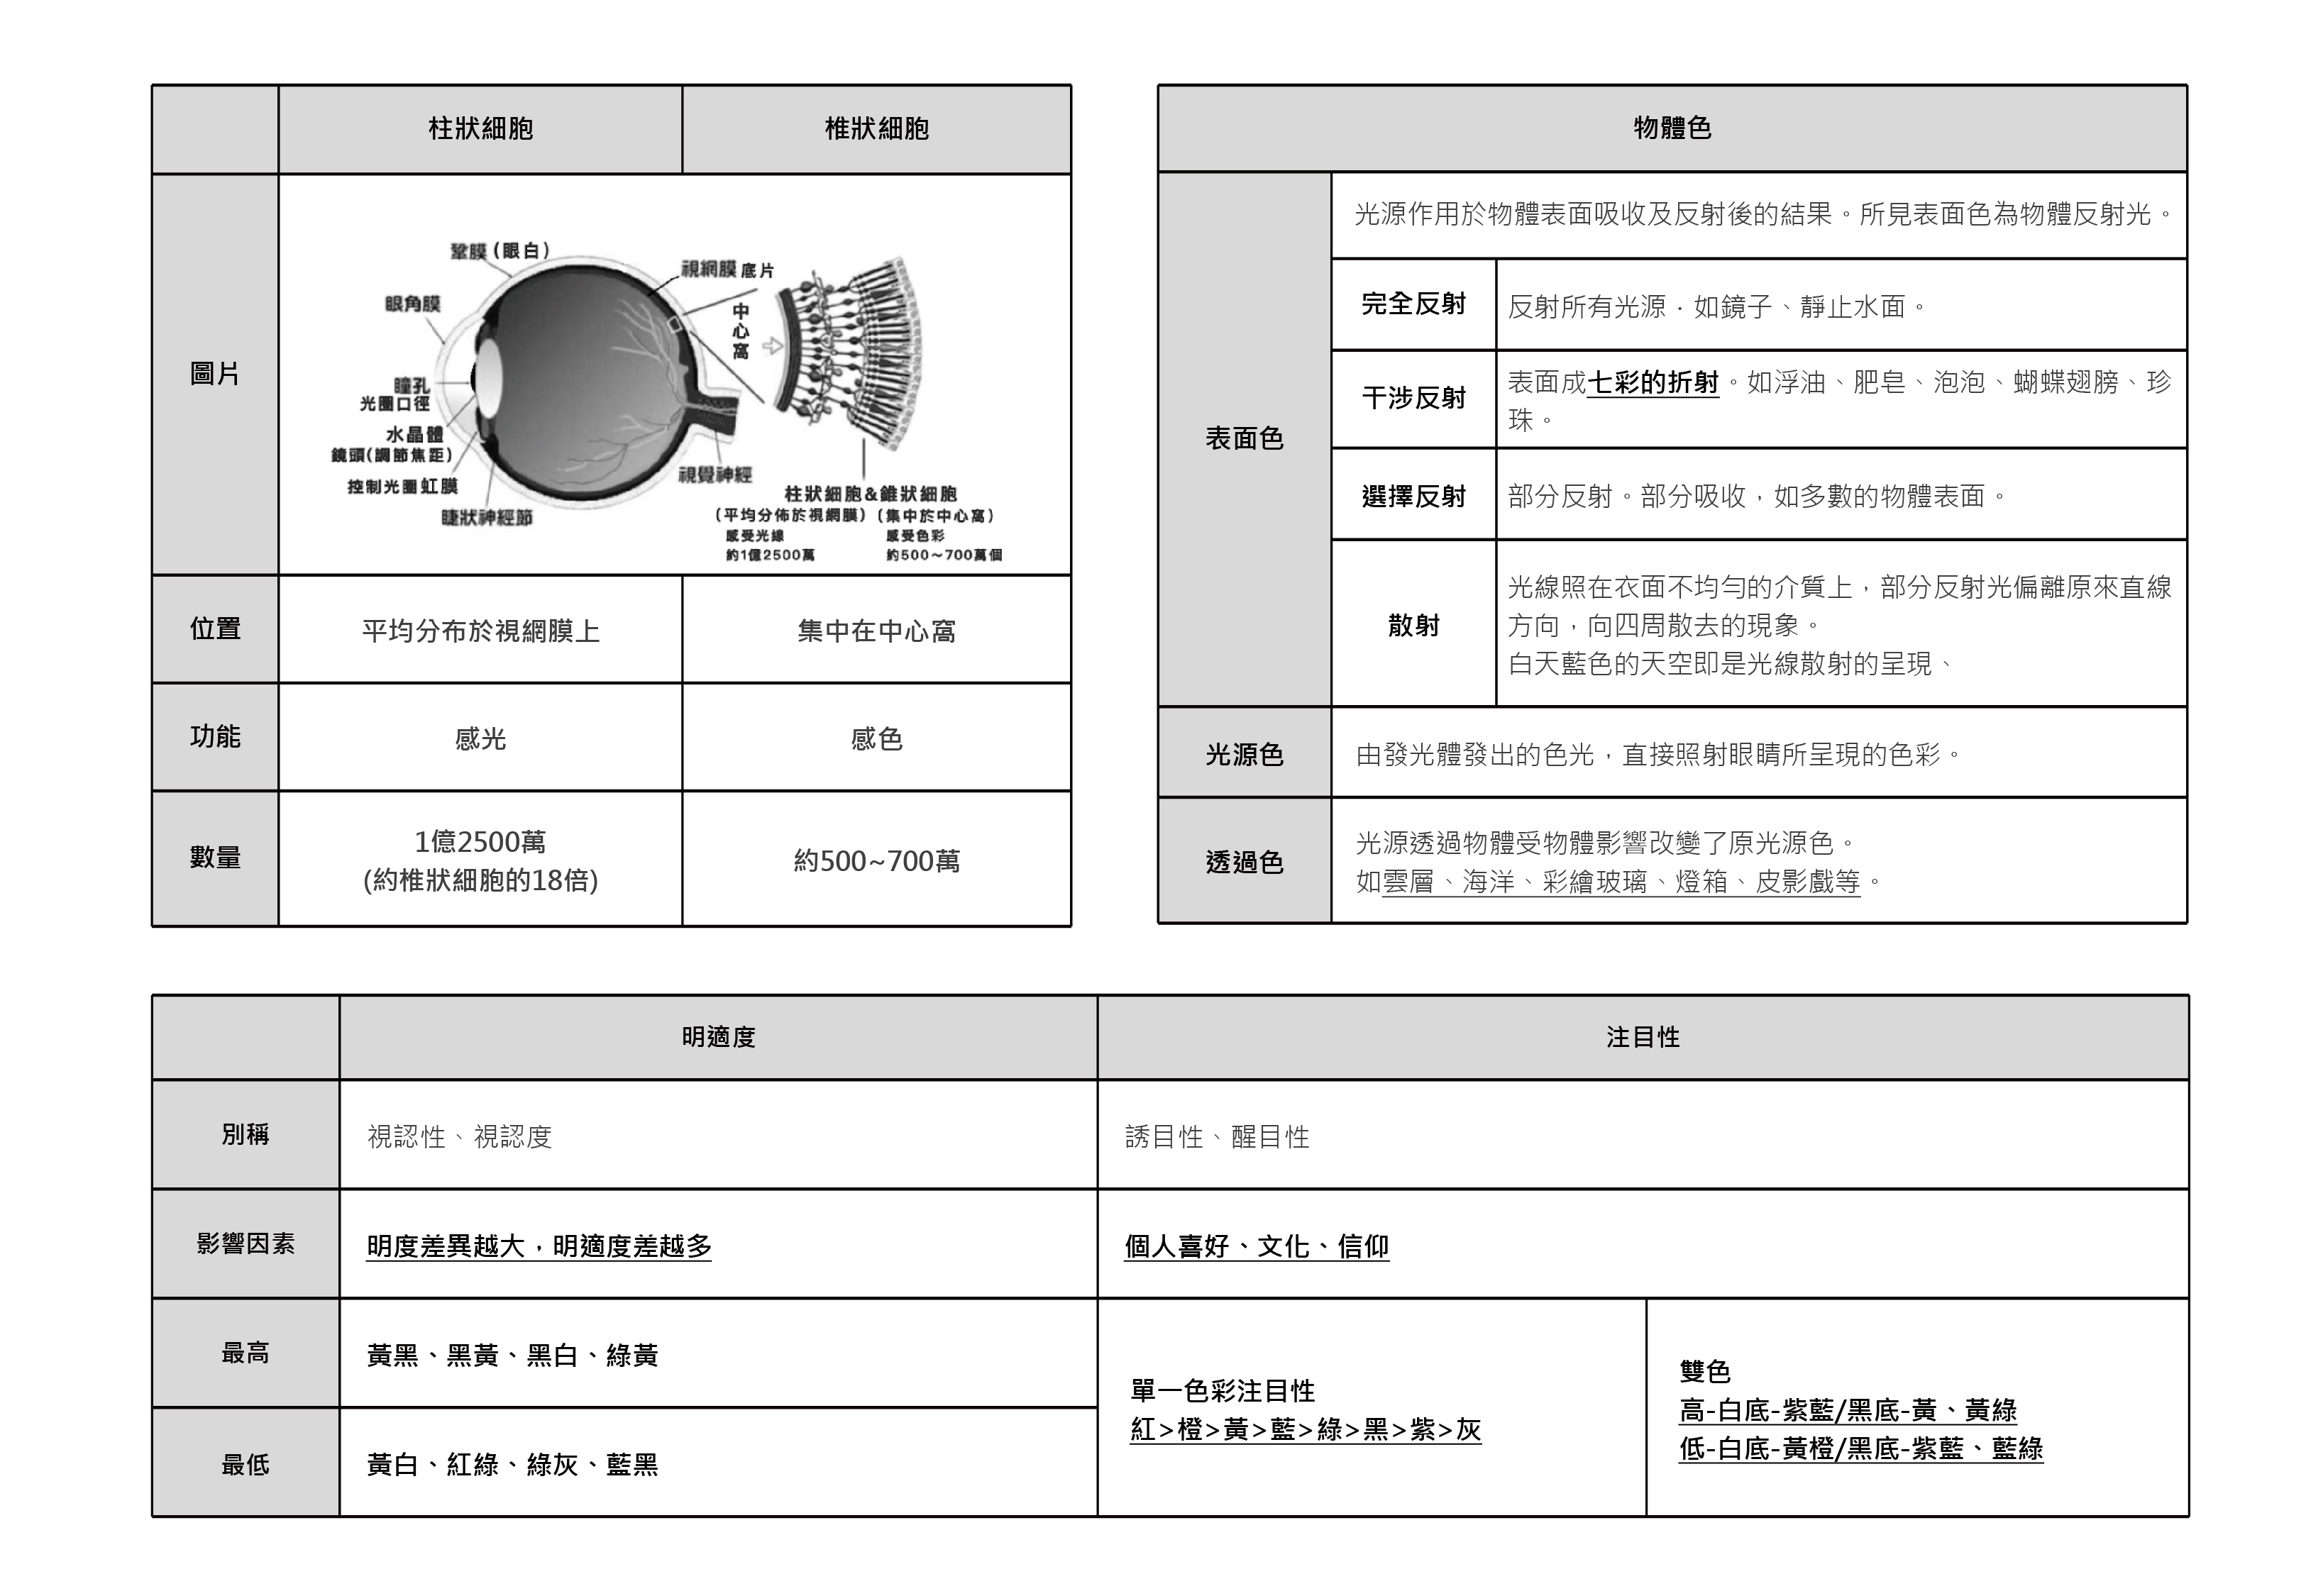 柱狀細胞
椎狀細胞
圖片
鞏膜(眼白)
眼角膜
瞳孔
光圈口徑
水晶體
鏡頭(調節焦距)
控制光圈虹膜
睫狀神經節
視網膜底片
中心窩
視覺神經
柱狀細胞&錐狀細胞
(平均分佈於視網膜)(集中於中心窩)
感受光線 感受色彩
約1億2500萬 約500~700萬個
位置
平均分布於視網膜上
集中在中心窩
功能
感光
感色
數量
1億2500萬
(約椎狀細胞的18倍)
約500~700萬
物體色
表面色
光源作用於物體表面吸收及反射後的結果。所見表面色為物體反射光。
完全反射
反射所有光源．如鏡子、靜止水面。
干涉反射
表面成七彩的折射。如浮油、肥皂、泡泡、蝴蝶翅膀、珍
珠。
選擇反射
部分反射。部分吸收，如多數的物體表面。
散射
光線照在衣面不均勻的介質上，部分反射光偏離原來直線
方向，向四周散去的現象。
白天藍色的天空即是光線散射的呈現、
光源色
由發光體發出的色光，直接照射眼睛所呈現的色彩。
透過色
光源透過物體受物體影響改變了原光源色。
如雲層、海洋、彩繪玻璃、燈箱、皮影戲等。
明適度
注目性
別稱
視認性、視認度
誘目性、醒目性
影響因素
明度差異越大，明適度差越多
個人喜好、文化、信仰
最高
黃黑、黑黃、黑白、綠黃
最低
黃白、紅綠、綠灰、藍黑
單一色彩注目性
紅>橙>黃>藍>綠>黑>紫>灰
雙色
高-白底-紫藍/黑底-黃、黃綠
低-白底-黃橙/黑底-紫藍、藍綠